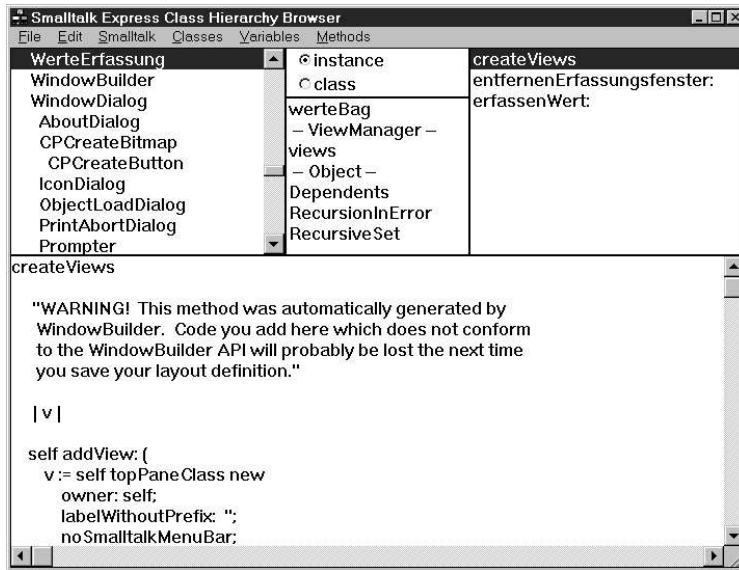 Smalltalk Express Class Hierarchy Browser
File Edit Smalltalk Classes Variables Methods
WerteErfassung
WindowBuilder
WindowDialog
AboutDialog
CPCreateBitmap
CPCreateButton
IconDialog
ObjectLoadDialog
PrintAbortDialog
Prompter
instance
class
werteBag
– ViewManager –
views
– Object –
Dependents
RecursionInError
RecursiveSet
createViews
entfernenErfassungsfenster:
erfassenWert:
createViews
"WARNING! This method was automatically generated by
WindowBuilder. Code you add here which does not conform
to the WindowBuilder API will probably be lost the next time
you save your layout definition."
| v |
self addView: (
v := self topPaneClass new
owner: self;
labelWithoutPrefix: '';
noSmalltalkMenuBar;